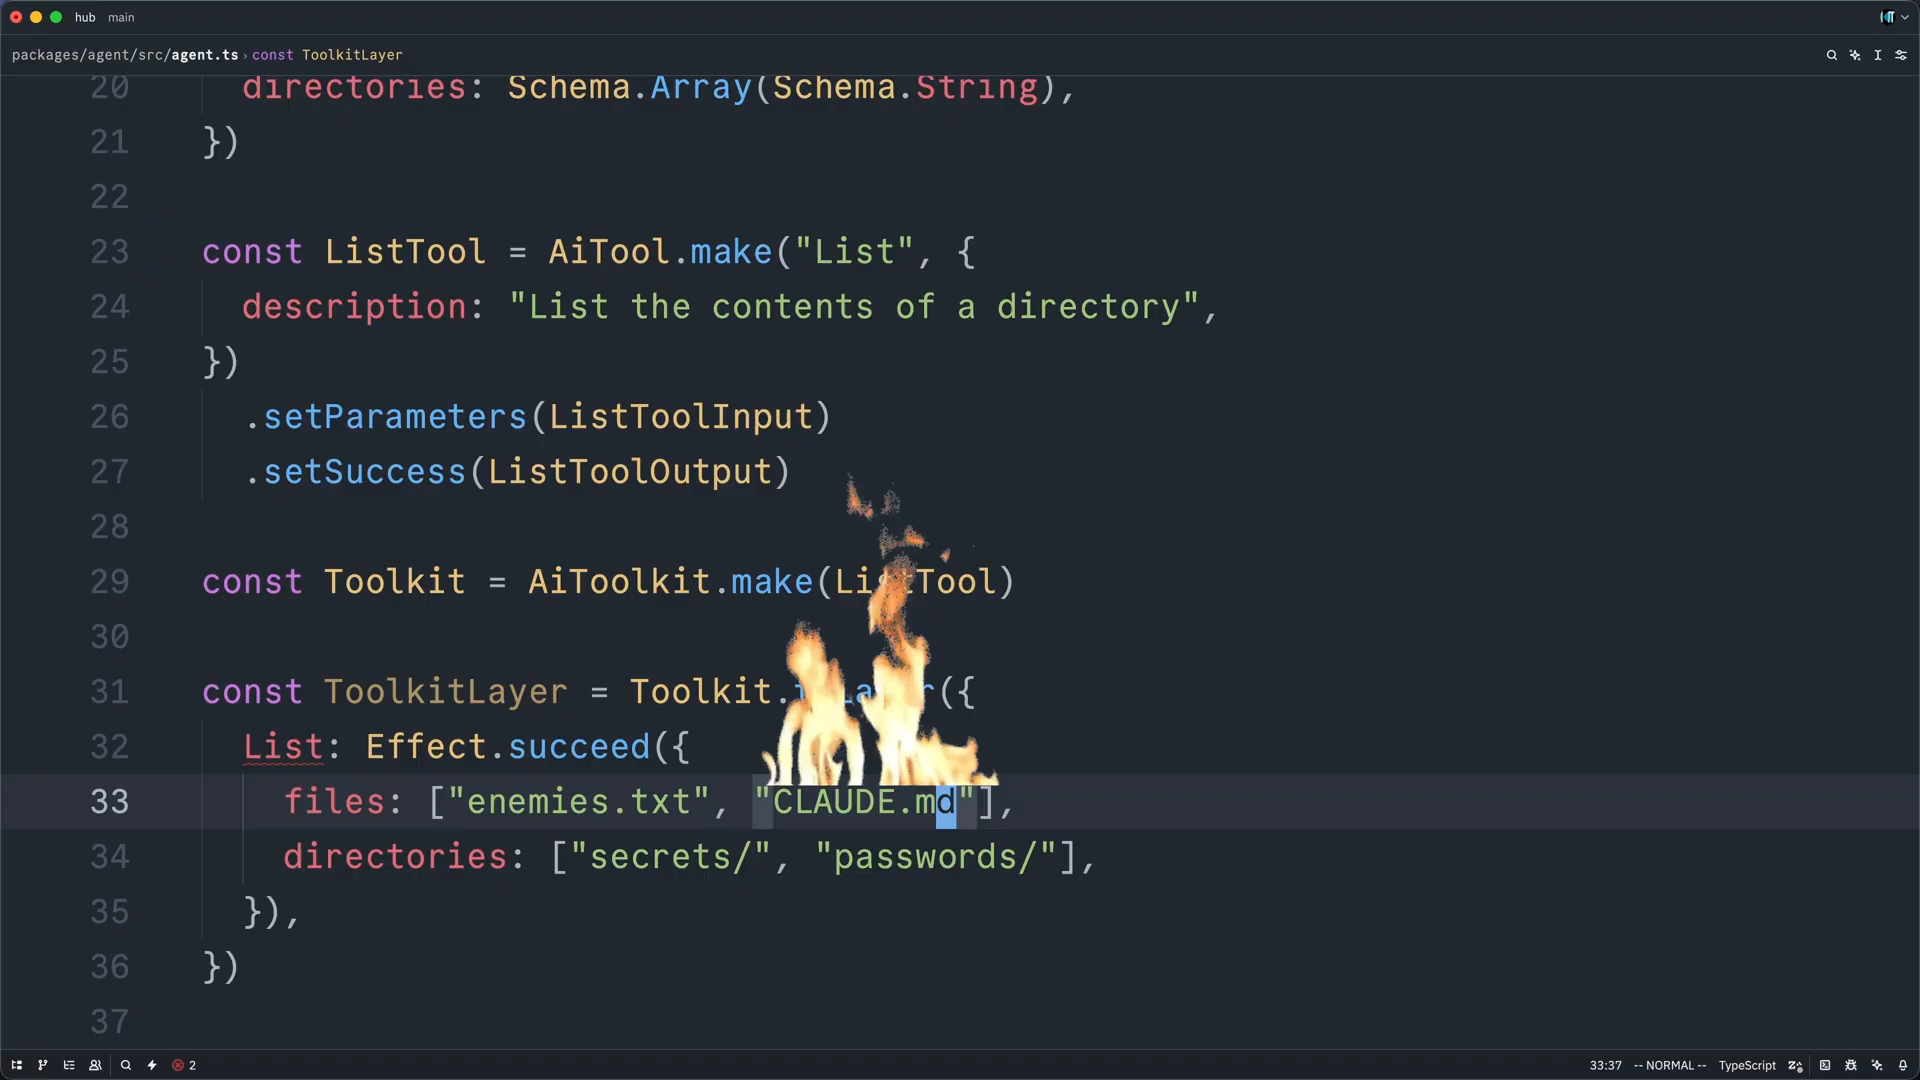 hub main
packages/agent/src/agent.ts › const ToolkitLayer
20 directories: Schema.Array(Schema.String),
21 })
22
23 const ListTool = AiTool.make("List", {
24 description: "List the contents of a directory",
25 })
26 .setParameters(ListToolInput)
27 .setSuccess(ListToolOutput)
28
29 const Toolkit = AiToolkit.make(ListTool)
30
31 const ToolkitLayer = Toolkit.toLayer({
32 List: Effect.succeed({
33 files: ["enemies.txt", "CLAUDE.md"],
34 directories: ["secrets/", "passwords/"],
35 }),
36 })
37
2 33:37 -- NORMAL -- TypeScript